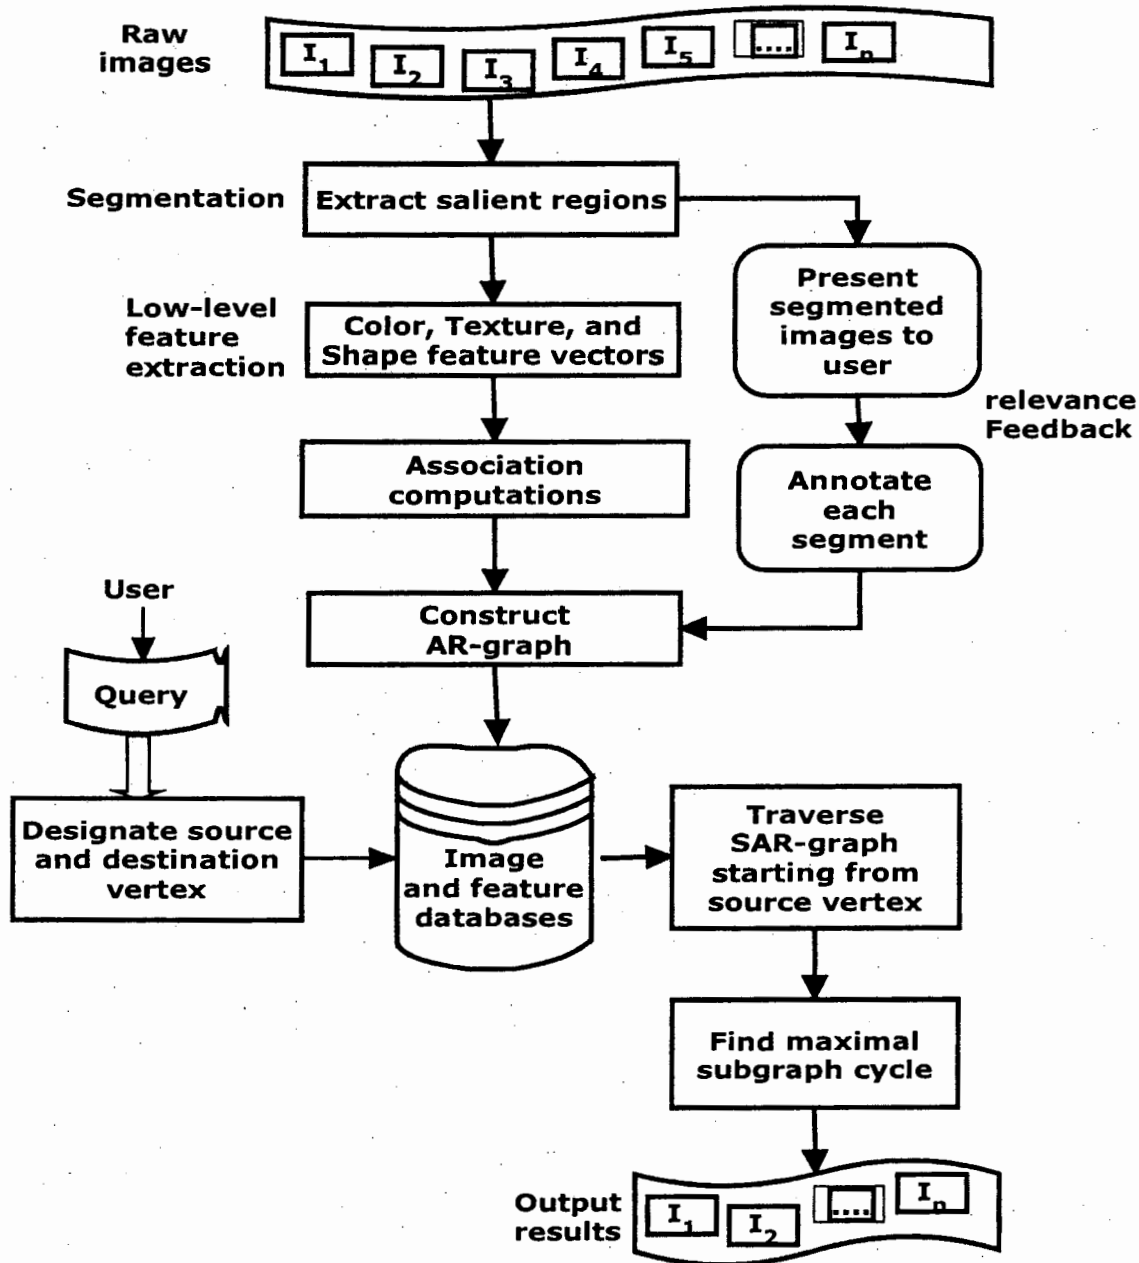 Raw
images
I1 I2 I3 I4 I5 .... In
Segmentation
Extract salient regions
Low-level
feature
extraction
Color, Texture, and
Shape feature vectors
Present
segmented
images to
user
relevance
Feedback
Association
computations
Annotate
each
segment
User
Construct
AR-graph
Query
Designate source
and destination
vertex
Image
and feature
databases
Traverse
SAR-graph
starting from
source vertex
Find maximal
subgraph cycle
Output
results
I1 I2 .... In